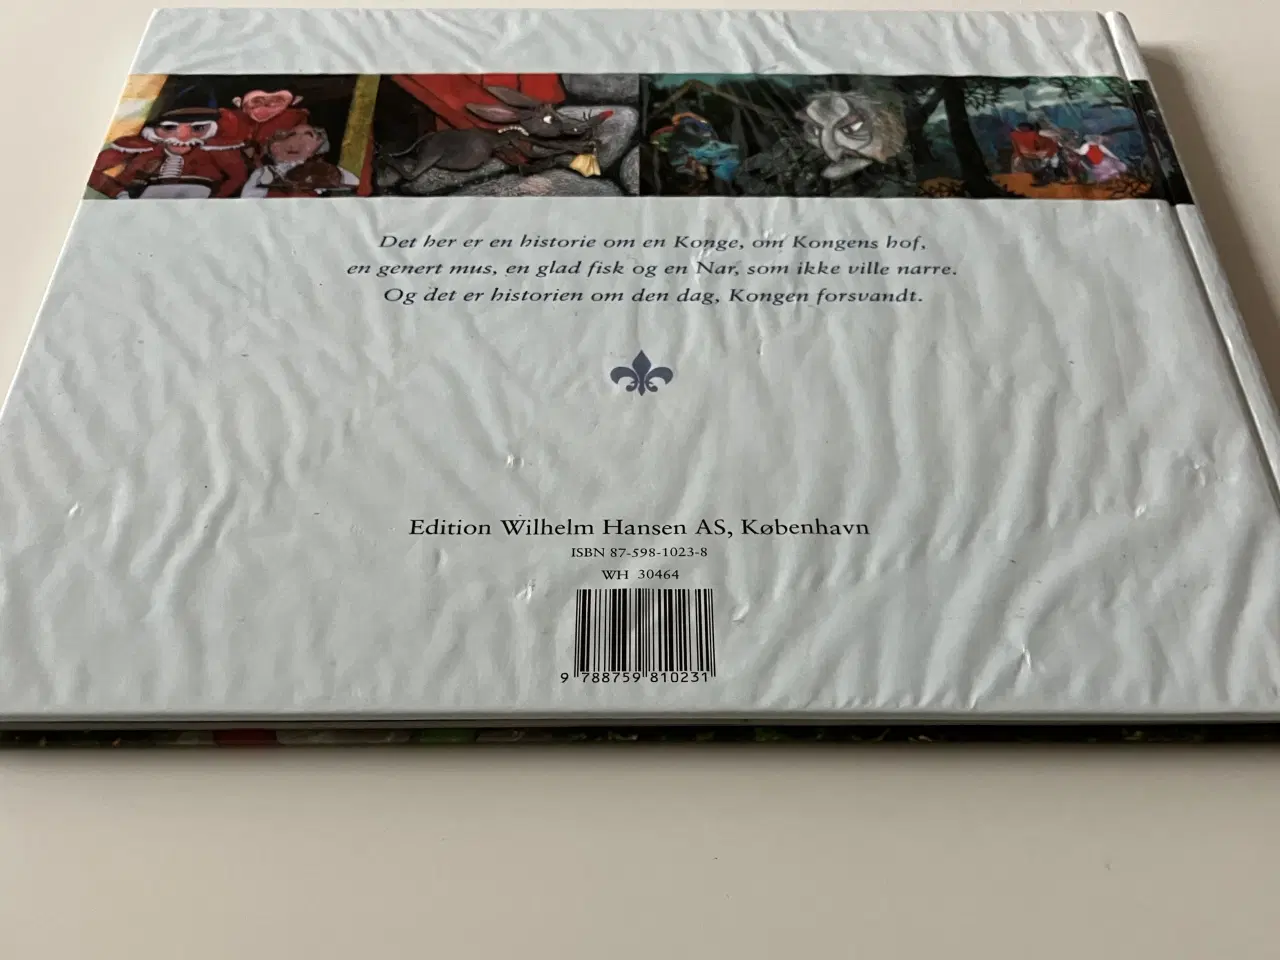 Det her er en historie om en Konge, om Kongens hof,
en genert mus, en glad fisk og en Nar, som ikke ville narre.
Og det er historien om den dag, Kongen forsvandt.
Edition Wilhelm Hansen AS, København
ISBN 87-598-1023-8
WH 30464
9 788759 810231